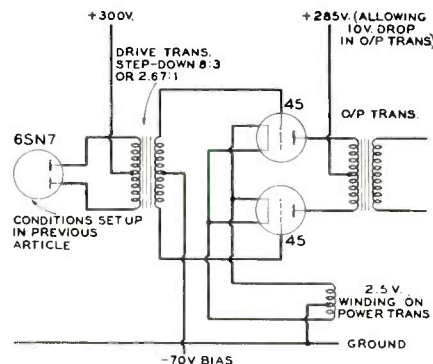 +300V.
+285V. (ALLOWING
10V. DROP
IN O/P TRANS)
DRIVE TRANS.
STEP-DOWN 8:3
OR 2.67:1
45
O/P TRANS.
6SN7
CONDITIONS SET UP
IN PREVIOUS
ARTICLE
45
2.5 V.
WINDING ON
POWER TRANS
GROUND
-70V BIAS